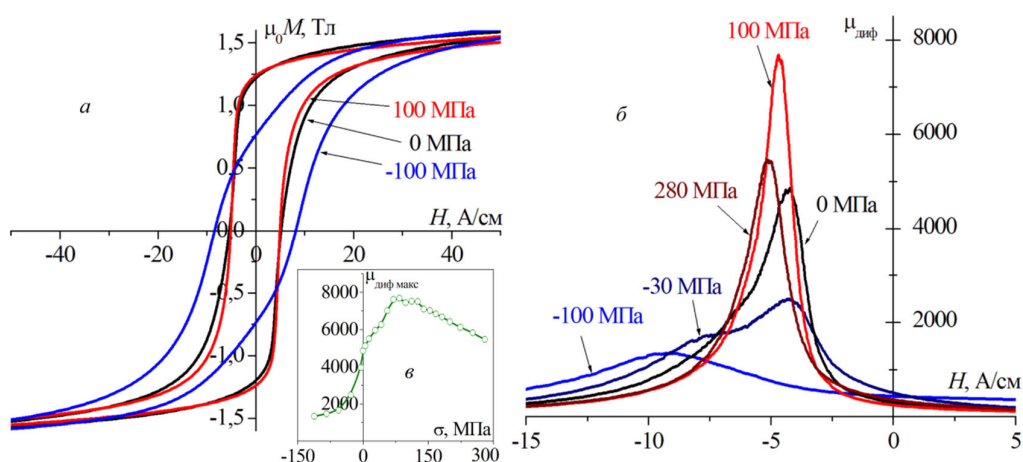 μ₀M, Тл
1,5
1,0
0,5
0,0
-0,5
-1,0
-1,5
-40
-20
0
20
40
H, А/см
а
100 МПа
0 МПа
-100 МПа
μдиф макс
8000
6000
4000
2000
0
-150
0
150
300
σ, МПа
в
μдиф
8000
6000
4000
2000
-15
-10
-5
0
5
H, А/см
б
100 МПа
280 МПа
0 МПа
-30 МПа
-100 МПа